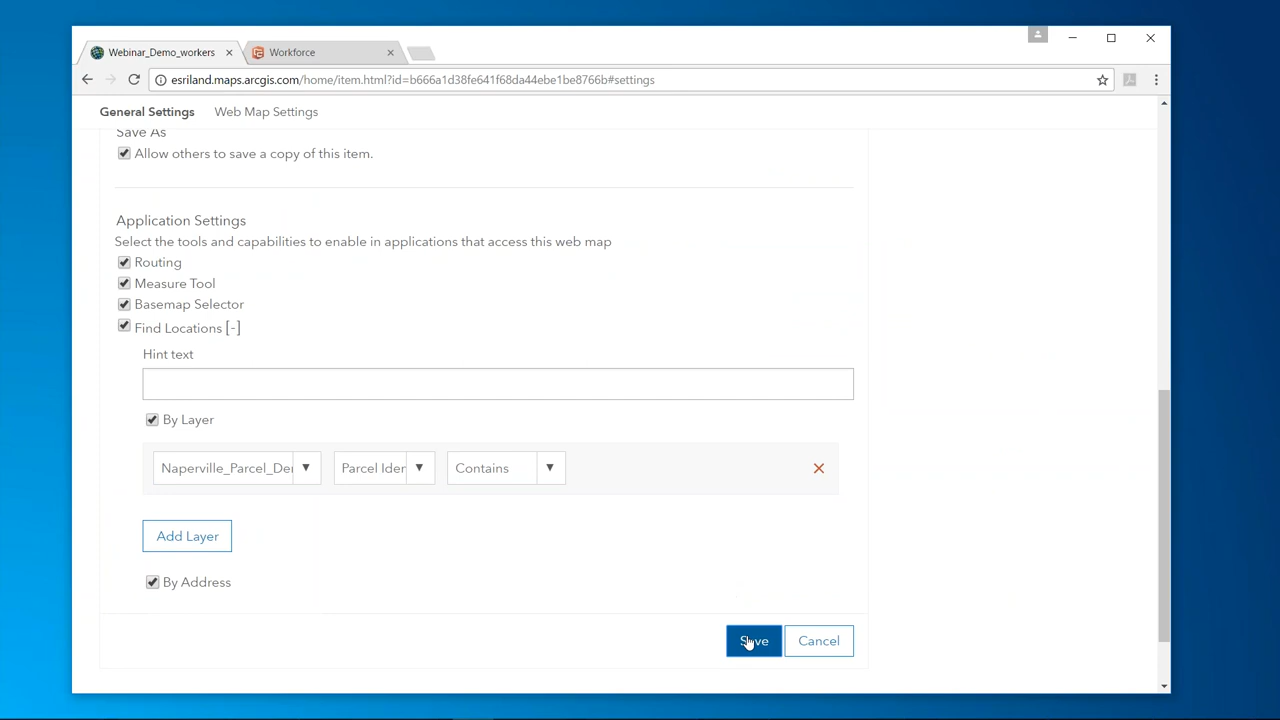 Webinar_Demo_workers
Workforce
esriland.maps.arcgis.com/home/item.html?id=b666a1d38fe641f68da44ebe1be8766b#settings
General Settings Web Map Settings
Save As
Allow others to save a copy of this item.
Application Settings
Select the tools and capabilities to enable in applications that access this web map
Routing
Measure Tool
Basemap Selector
Find Locations [-]
Hint text
By Layer
Naperville_Parcel_De Parcel Iden Contains
Add Layer
By Address
Save Cancel